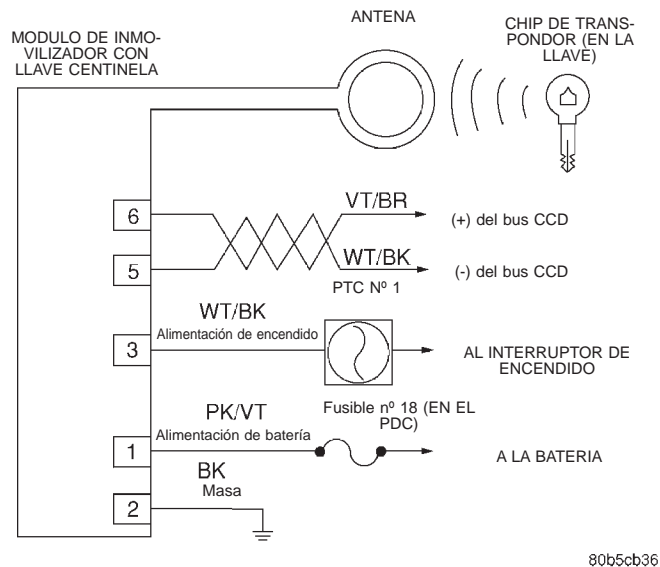 ANTENA
CHIP DE TRANS-
PONDOR (EN LA
LLAVE)
MODULO DE INMO-
VILIZADOR CON
LLAVE CENTINELA
6
VT/BR
(+) del bus CCD
5
WT/BK
(-) del bus CCD
PTC Nº 1
WT/BK
Alimentación de encendido
3
AL INTERRUPTOR DE
ENCENDIDO
PK/VT
Fusible nº 18 (EN EL
PDC)
Alimentación de batería
1
A LA BATERIA
BK
Masa
2
80b5cb36